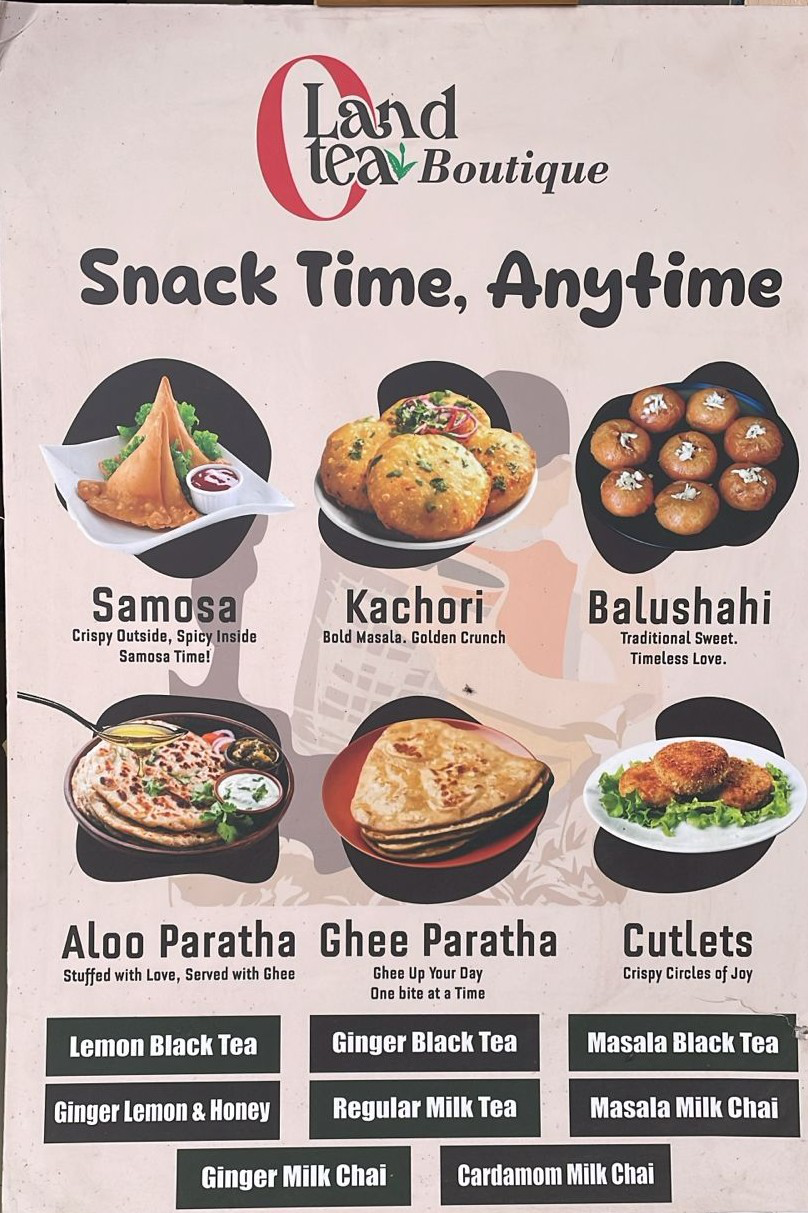 O Land
tea Boutique
Snack Time, Anytime
Samosa
Crispy Outside, Spicy Inside
Samosa Time!
Kachori
Bold Masala. Golden Crunch
Balushahi
Traditional Sweet.
Timeless Love.
Aloo Paratha
Stuffed with Love, Served with Ghee
Ghee Paratha
Ghee Up Your Day
One bite at a Time
Cutlets
Crispy Circles of Joy
Lemon Black Tea
Ginger Black Tea
Masala Black Tea
Ginger Lemon & Honey
Regular Milk Tea
Masala Milk Chai
Ginger Milk Chai
Cardamom Milk Chai